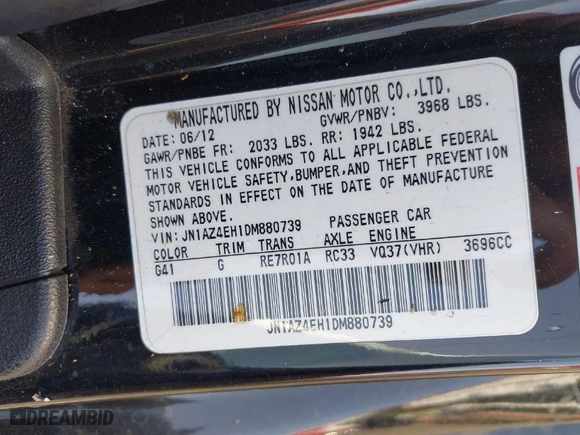 MANUFACTURED BY NISSAN MOTOR CO.,LTD.
DATE: 06/12 GVWR/PNBV: 3968 LBS.
GAWR/PNBE FR: 2033 LBS. RR: 1942 LBS.
THIS VEHICLE CONFORMS TO ALL APPLICABLE FEDERAL
MOTOR VEHICLE SAFETY,BUMPER,AND THEFT PREVENTION
STANDARDS IN EFFECT ON THE DATE OF MANUFACTURE
SHOWN ABOVE.
VIN:JN1AZ4EH1DM880739 PASSENGER CAR
COLOR TRIM TRANS AXLE ENGINE
G41 G RE7R01A RC33 VQ37(VHR) 3696CC
JN1AZ4EH1DM880739
DREAMBID